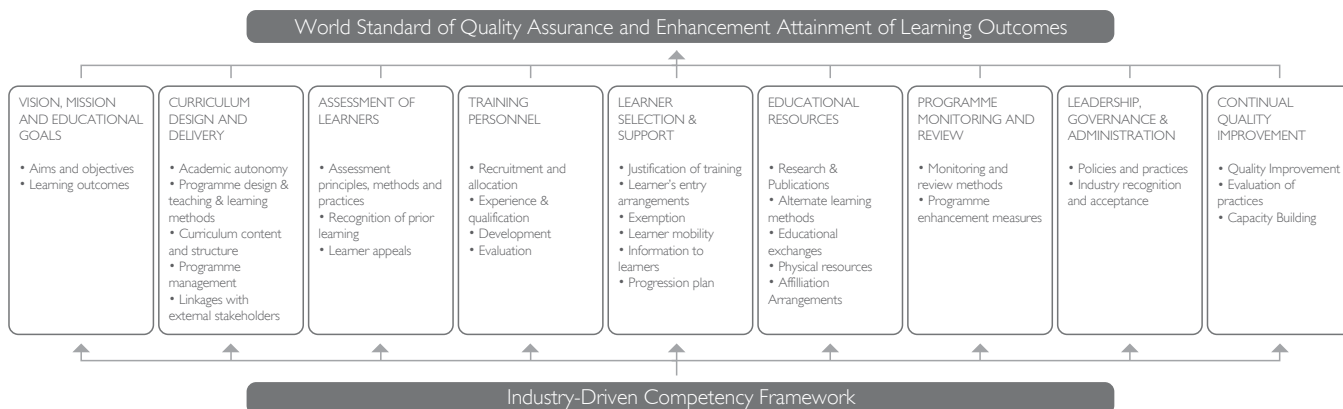 World Standard of Quality Assurance and Enhancement Attainment of Learning Outcomes
VISION, MISSION
AND EDUCATIONAL
GOALS
• Aims and objectives
• Learning outcomes
CURRICULUM
DESIGN AND
DELIVERY
• Academic autonomy
• Programme design &
teaching & learning
methods
• Curriculum content
and structure
• Programme
management
• Linkages with
external stakeholders
ASSESSMENT OF
LEARNERS
• Assessment
principles, methods and
practices
• Recognition of prior
learning
• Learner appeals
TRAINING
PERSONNEL
• Recruitment and
allocation
• Experience &
qualification
• Development
• Evaluation
LEARNER
SELECTION &
SUPPORT
• Justification of training
• Learner's entry
arrangements
• Exemption
• Learner mobility
• Information to
learners
• Progression plan
EDUCATIONAL
RESOURCES
• Research &
Publications
• Alternate learning
methods
• Educational
exchanges
• Physical resources
• Affilliation
Arrangements
PROGRAMME
MONITORING AND
REVIEW
• Monitoring and
review methods
• Programme
enhancement measures
LEADERSHIP,
GOVERNANCE &
ADMINISTRATION
• Policies and practices
• Industry recognition
and acceptance
CONTINUAL
QUALITY
IMPROVEMENT
• Quality Improvement
• Evaluation of
practices
• Capacity Building
Industry-Driven Competency Framework